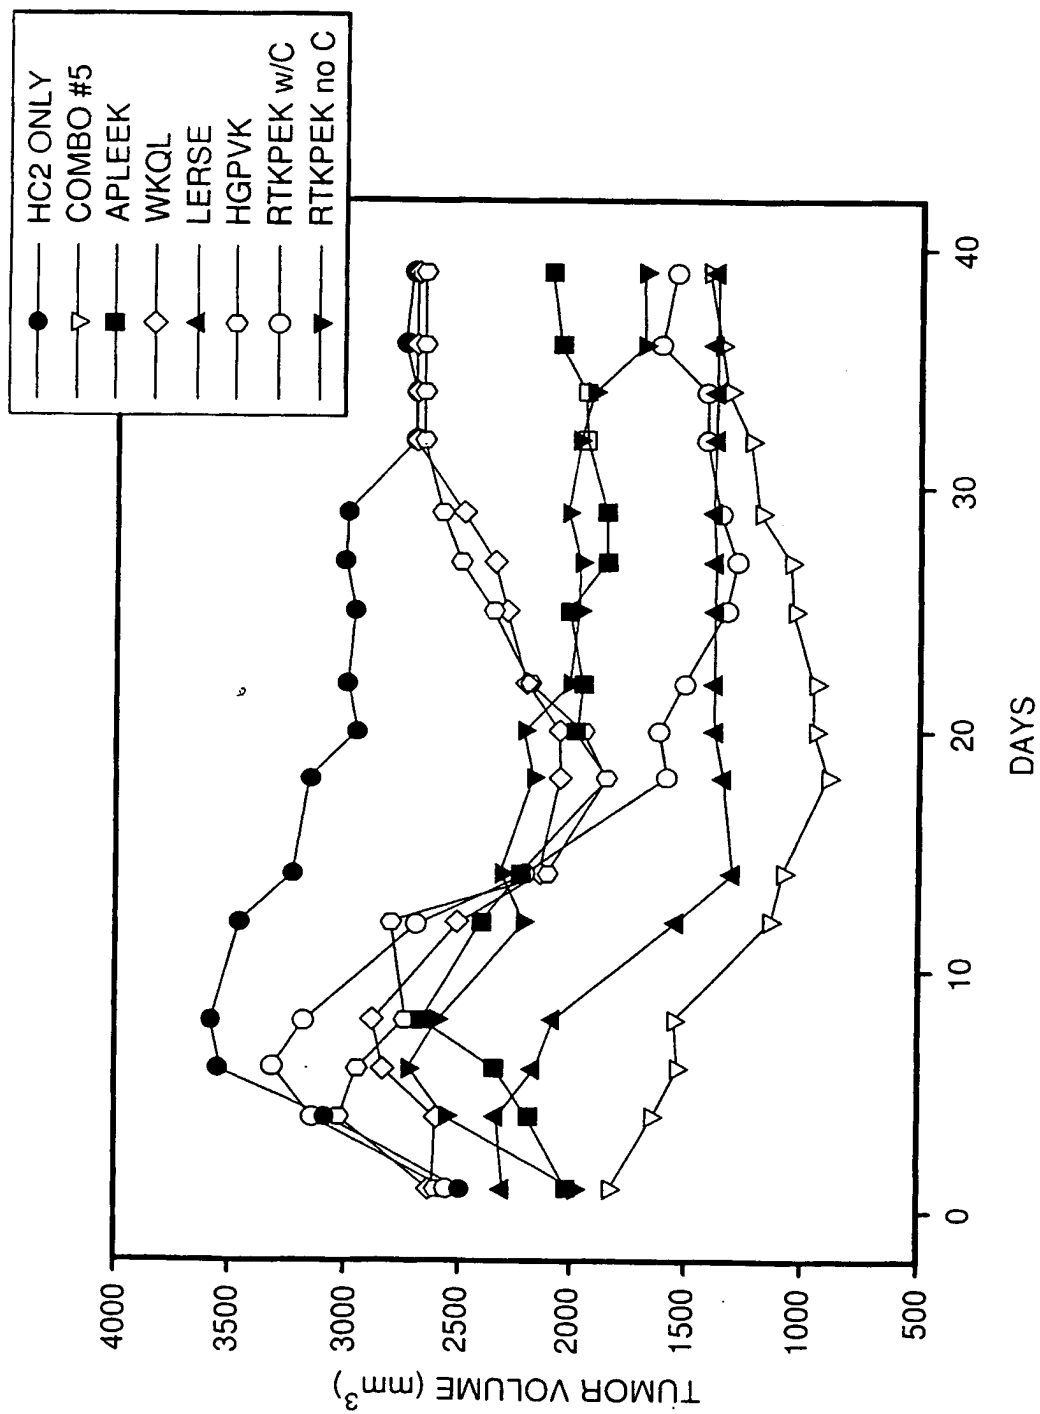 HC2 ONLY
COMBO #5
APLEEK
WKQL
LERSE
HGPVK
RTKPEK w/C
RTKPEK no C
TUMOR VOLUME (mm³)
4000
3500
3000
2500
2000
1500
1000
500
0
10
20
30
40
DAYS